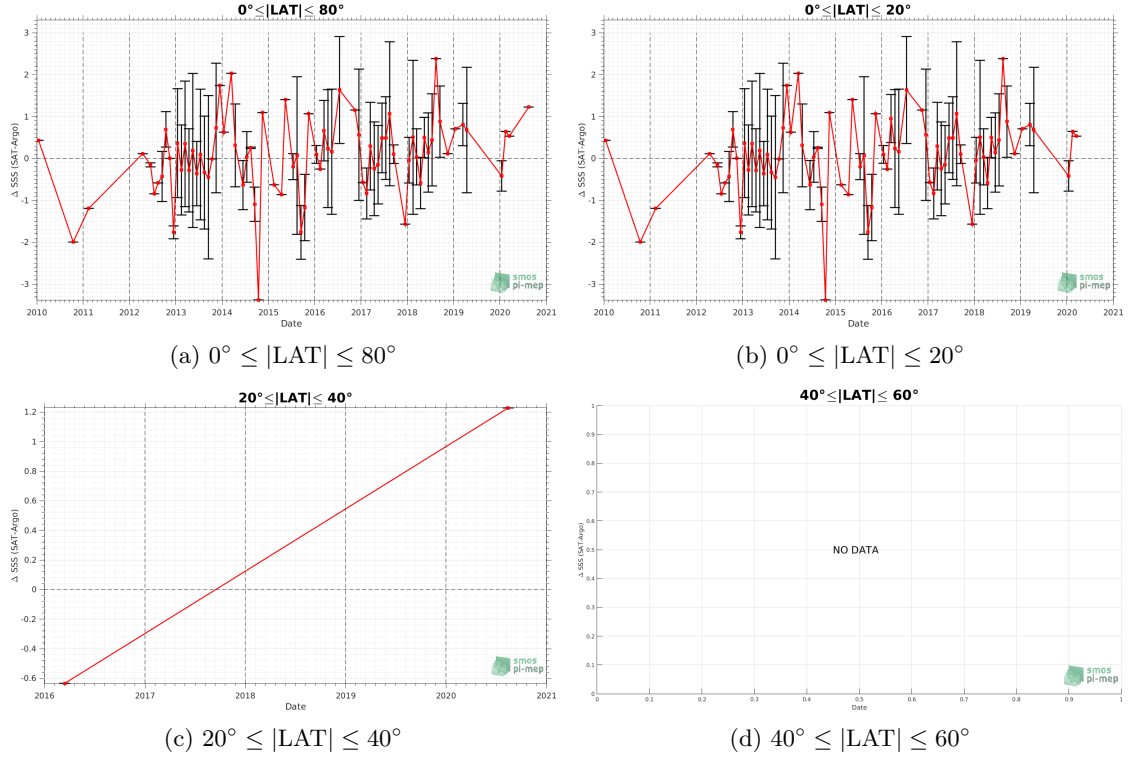 0°≤|LAT|≤ 80°
Δ SSS (SAT-Argo)
3
2
1
0
-1
-2
-3
2010 2011 2012 2013 2014 2015 2016 2017 2018 2019 2020 2021
Date
smos
pi-mep
(a) 0° ≤ |LAT| ≤ 80°
0°≤|LAT|≤ 20°
Δ SSS (SAT-Argo)
3
2
1
0
-1
-2
-3
2010 2011 2012 2013 2014 2015 2016 2017 2018 2019 2020 2021
Date
smos
pi-mep
(b) 0° ≤ |LAT| ≤ 20°
20°≤|LAT|≤ 40°
Δ SSS (SAT-Argo)
1.2
1
0.8
0.6
0.4
0.2
0
-0.2
-0.4
-0.6
2016 2017 2018 2019 2020 2021
Date
smos
pi-mep
(c) 20° ≤ |LAT| ≤ 40°
40°≤|LAT|≤ 60°
Δ SSS (SAT-Argo)
1
0.9
0.8
0.7
0.6
0.5
0.4
0.3
0.2
0.1
0
NO DATA
0 0.1 0.2 0.3 0.4 0.5 0.6 0.7 0.8 0.9 1
Date
smos
pi-mep
(d) 40° ≤ |LAT| ≤ 60°